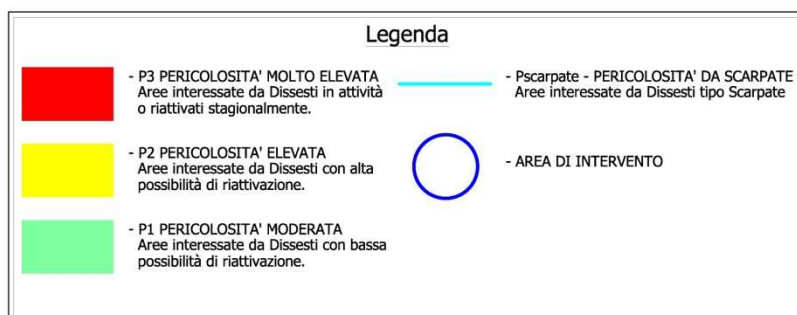 Legenda
- P3 PERICOLOSITA' MOLTO ELEVATA
Aree interessate da Dissesti in attività
o riattivati stagionalmente.
- P2 PERICOLOSITA' ELEVATA
Aree interessate da Dissesti con alta
possibilità di riattivazione.
- P1 PERICOLOSITA' MODERATA
Aree interessate da Dissesti con bassa
possibilità di riattivazione.
- Pscarpate - PERICOLOSITA' DA SCARPATE
Aree interessate da Dissesti tipo Scarpate
- AREA DI INTERVENTO